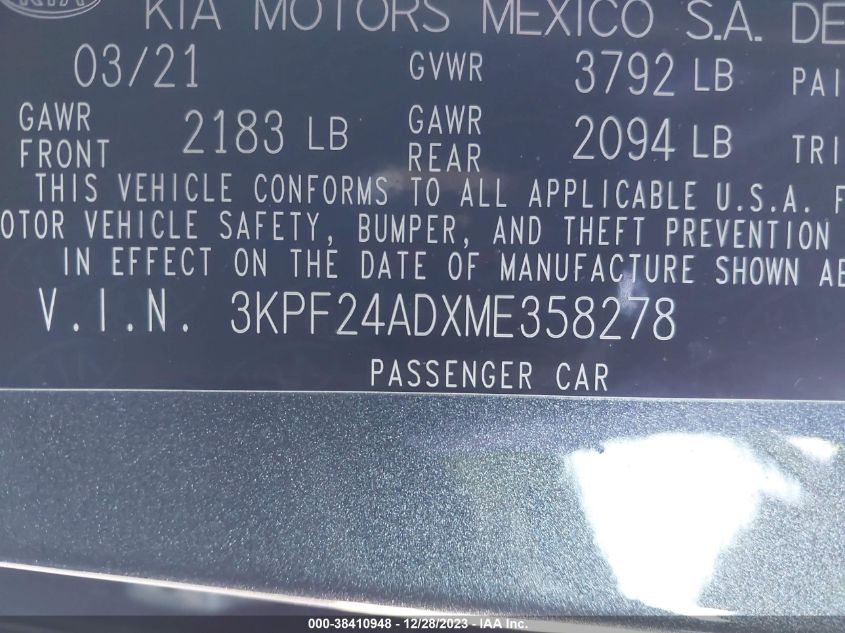 KIA MOTORS MEXICO S.A. DE
03/21 GVWR 3792 LB
GAWR FRONT 2183 LB GAWR REAR 2094 LB
THIS VEHICLE CONFORMS TO ALL APPLICABLE U.S.A.
VEHICLE SAFETY, BUMPER, AND THEFT PREVENTION
IN EFFECT ON THE DATE OF MANUFACTURE SHOWN
V.I.N. 3KPF24ADXME358278
PASSENGER CAR
000-38410948 - 12/28/2023 - IAA Inc.